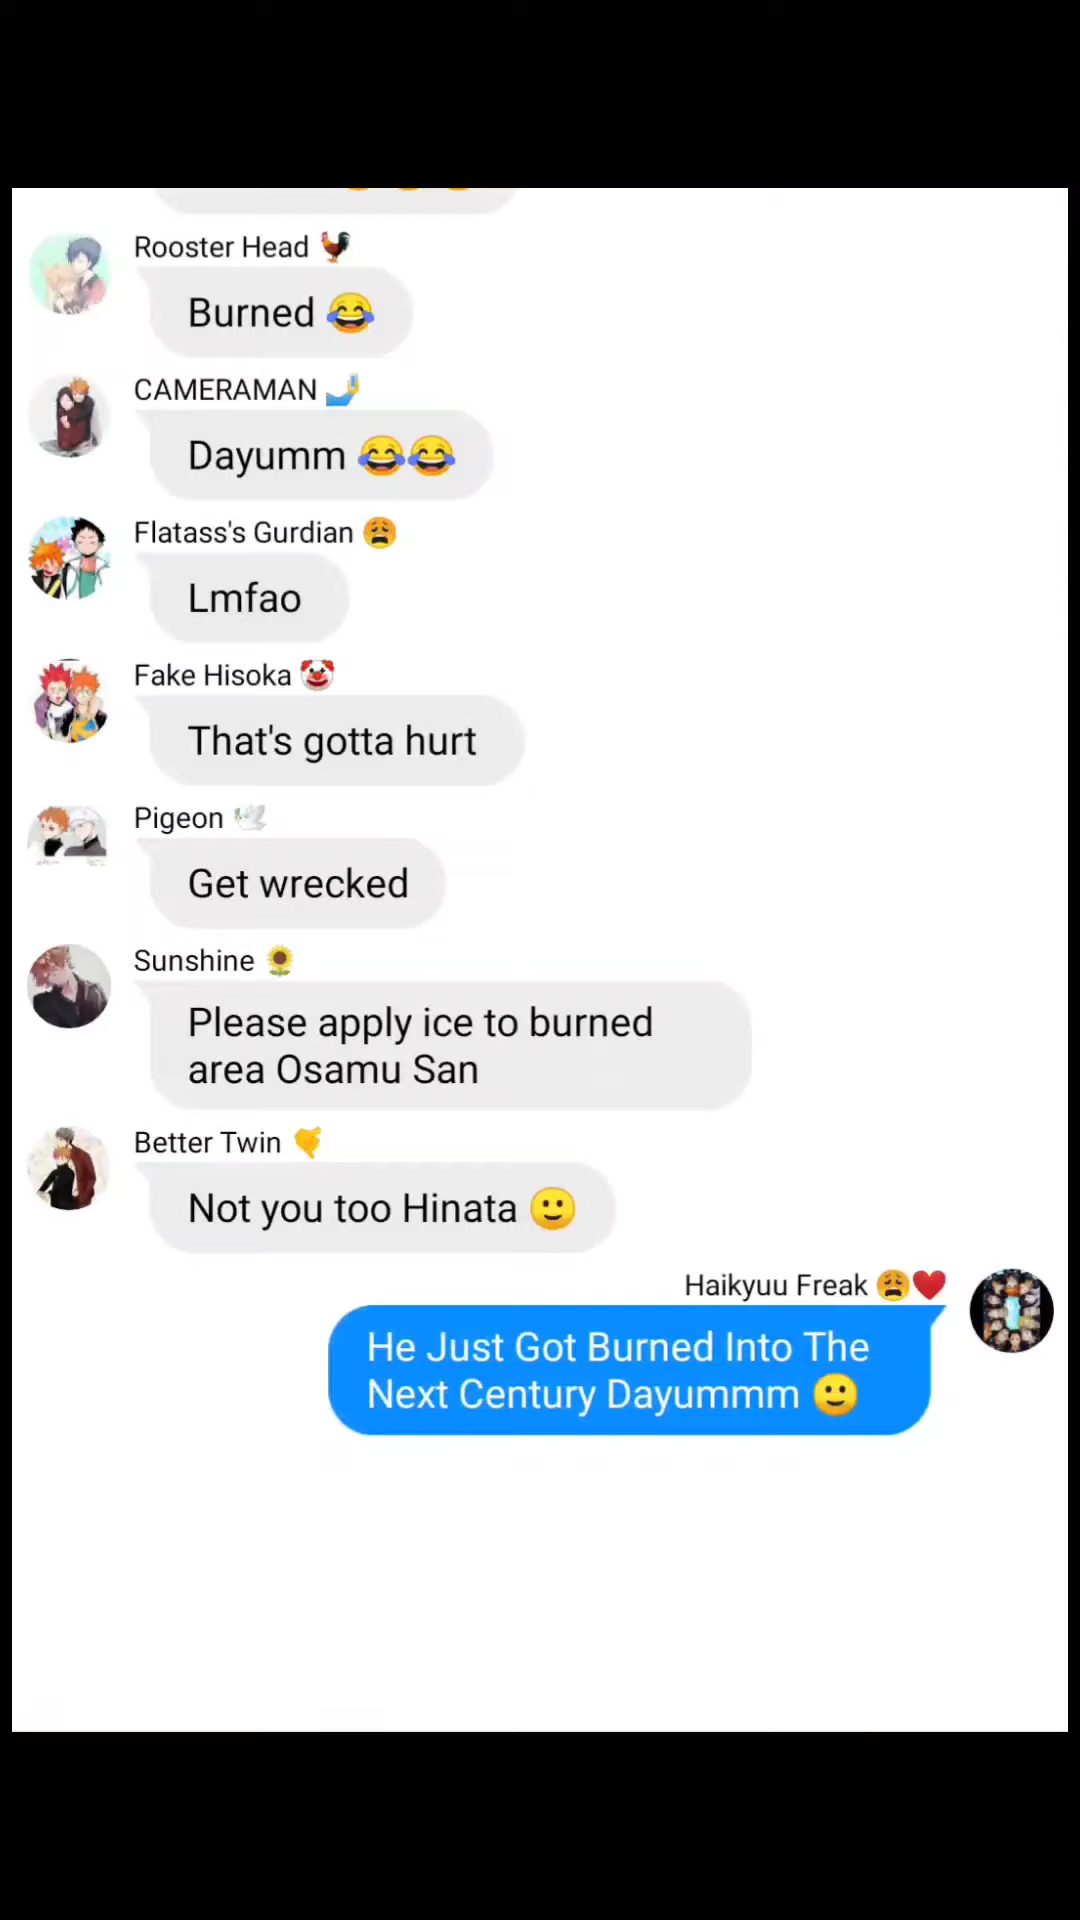 Rooster Head 🐓
Burned 😂
CAMERAMAN 🤳
Dayumm 😂😂
Flatass's Gurdian 😩
Lmfao
Fake Hisoka 🤡
That's gotta hurt
Pigeon 🕊️
Get wrecked
Sunshine 🌻
Please apply ice to burned
area Osamu San
Better Twin 🤏
Not you too Hinata 🙂
Haikyuu Freak 😩❤️
He Just Got Burned Into The
Next Century Dayummm 🙂